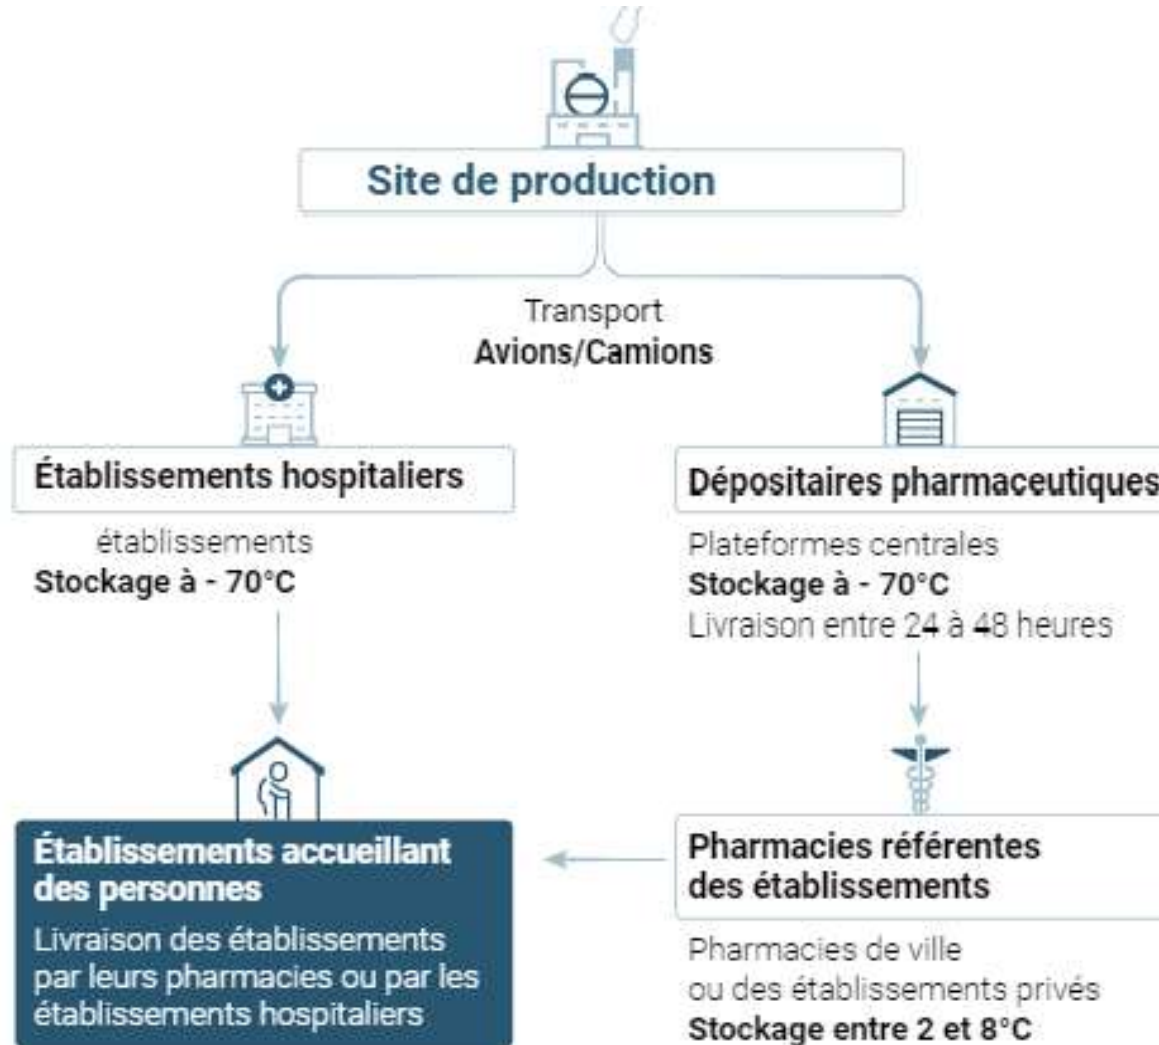 Site de production
Transport
Avions/Camions
Établissements hospitaliers
établissements
Stockage à - 70°C
Dépositaires pharmaceutiques
Plateformes centrales
Stockage à - 70°C
Livraison entre 24 à 48 heures
Établissements accueillant
des personnes
Livraison des établissements
par leurs pharmacies ou par les
établissements hospitaliers
Pharmacies référentes
des établissements
Pharmacies de ville
ou des établissements privés
Stockage entre 2 et 8°C